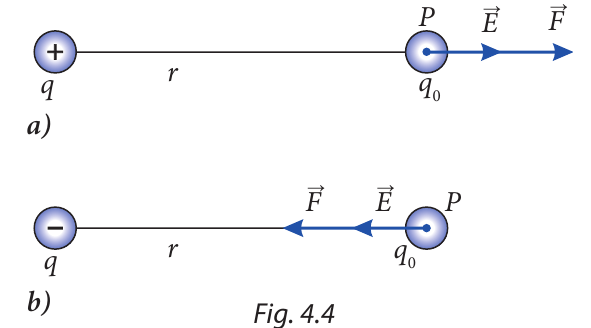 P E⃗ F⃗
+
r
q q₀
a)
F⃗ E⃗ P
−
q r q₀
b)
Fig. 4.4